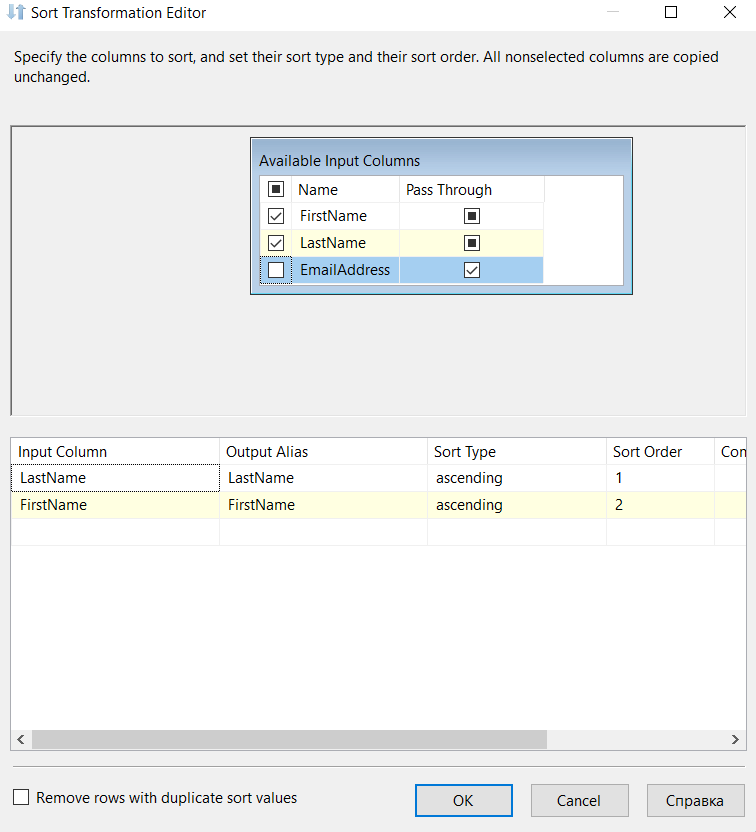 Sort Transformation Editor
Specify the columns to sort, and set their sort type and their sort order. All nonselected columns are copied
unchanged.
Available Input Columns
Name Pass Through
FirstName
LastName
EmailAddress
Input Column Output Alias Sort Type Sort Order Com
LastName LastName ascending 1
FirstName FirstName ascending 2
Remove rows with duplicate sort values OK Cancel Справка